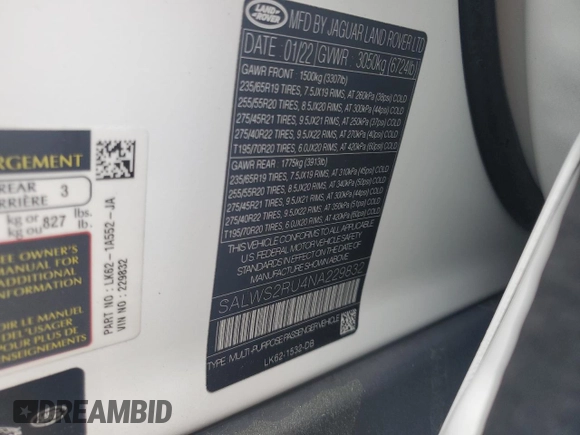 LAND ROVER
MFD BY JAGUAR LAND ROVER LTD
DATE 01/22 GVWR 3050kg (6724lb)
GAWR FRONT 1500kg (3307lb)
235/65R19 TIRES, 7.5JX19 RIMS, AT 260kPa (38psi) COLD
255/55R20 TIRES, 8.5JX20 RIMS, AT 300kPa (44psi) COLD
275/45R21 TIRES, 9.5JX21 RIMS, AT 250kPa (37psi) COLD
275/40R22 TIRES, 9.5JX22 RIMS, AT 270kPa (40psi) COLD
T195/70R20 TIRES, 6.0JX20 RIMS, AT 420kPa (60psi) COLD
GAWR REAR 1775kg (3913lb)
235/65R19 TIRES, 7.5JX19 RIMS, AT 310kPa (45psi) COLD
255/55R20 TIRES, 8.5JX20 RIMS, AT 340kPa (50psi) COLD
275/45R21 TIRES, 9.5JX21 RIMS, AT 300kPa (44psi) COLD
275/40R22 TIRES, 9.5JX22 RIMS, AT 350kPa (51psi) COLD
T195/70R20 TIRES, 6.0JX20 RIMS, AT 420kPa (60psi) COLD
THIS VEHICLE CONFORMS TO ALL APPLICABLE
FEDERAL MOTOR VEHICLE SAFETY AND THEFT PREVENTION
STANDARDS IN EFFECT ON THE DATE OF
MANUFACTURE SHOWN ABOVE.
SALWS2RU4NA229832
TYPE: MULTI-PURPOSE PASSENGER VEHICLE
LK62-1532-DB
RGEMENT
REAR 3
RRIÈRE
kg or 827 lbs.
kg ou lb.
EE OWNER'S
MANUAL FOR
ADDITIONAL
INFORMATION
OIR LE MANUEL
DE L'USAGER
POUR PLUS DE
RENSEIGNEMENTS
PART NO : LK62-1A552-JA
VIN NO : 229832
DREAMBID